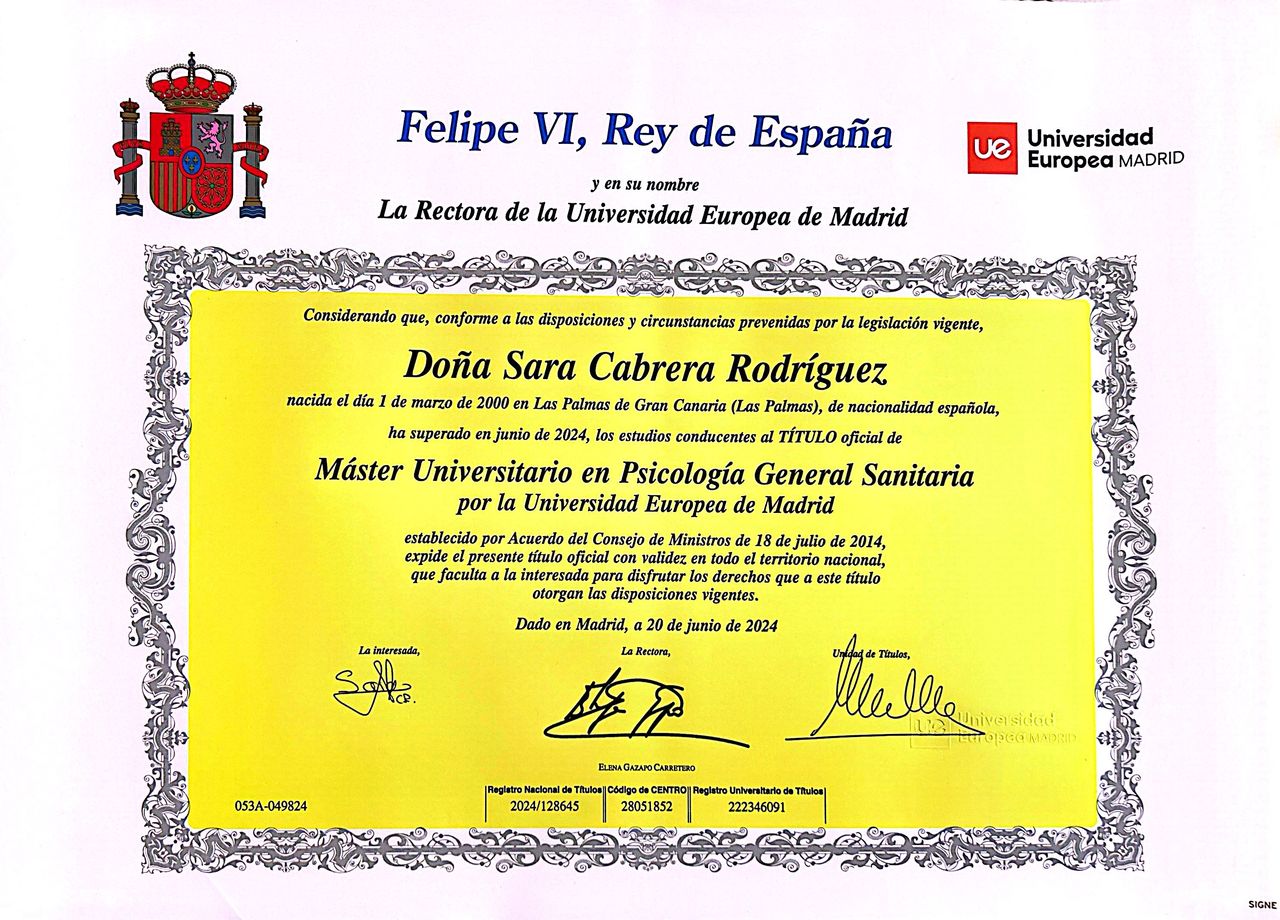 Felipe VI, Rey de España
ue Universidad
Europea MADRID
y en su nombre
La Rectora de la Universidad Europea de Madrid
Considerando que, conforme a las disposiciones y circunstancias prevenidas por la legislación vigente,
Doña Sara Cabrera Rodríguez
nacida el día 1 de marzo de 2000 en Las Palmas de Gran Canaria (Las Palmas), de nacionalidad española,
ha superado en junio de 2024, los estudios conducentes al TÍTULO oficial de
Máster Universitario en Psicología General Sanitaria
por la Universidad Europea de Madrid
establecido por Acuerdo del Consejo de Ministros de 18 de julio de 2014,
expide el presente título oficial con validez en todo el territorio nacional,
que faculta a la interesada para disfrutar los derechos que a este título
otorgan las disposiciones vigentes.
Dado en Madrid, a 20 de junio de 2024
La interesada,
La Rectora,
Unidad de Títulos,
ue Universidad
Europea MADRID
ELENA GAZAPO CARRETERO
Registro Nacional de Títulos Código de CENTRO Registro Universitario de Títulos
053A-049824
2024/128645 28051852 222346091
SIGNE